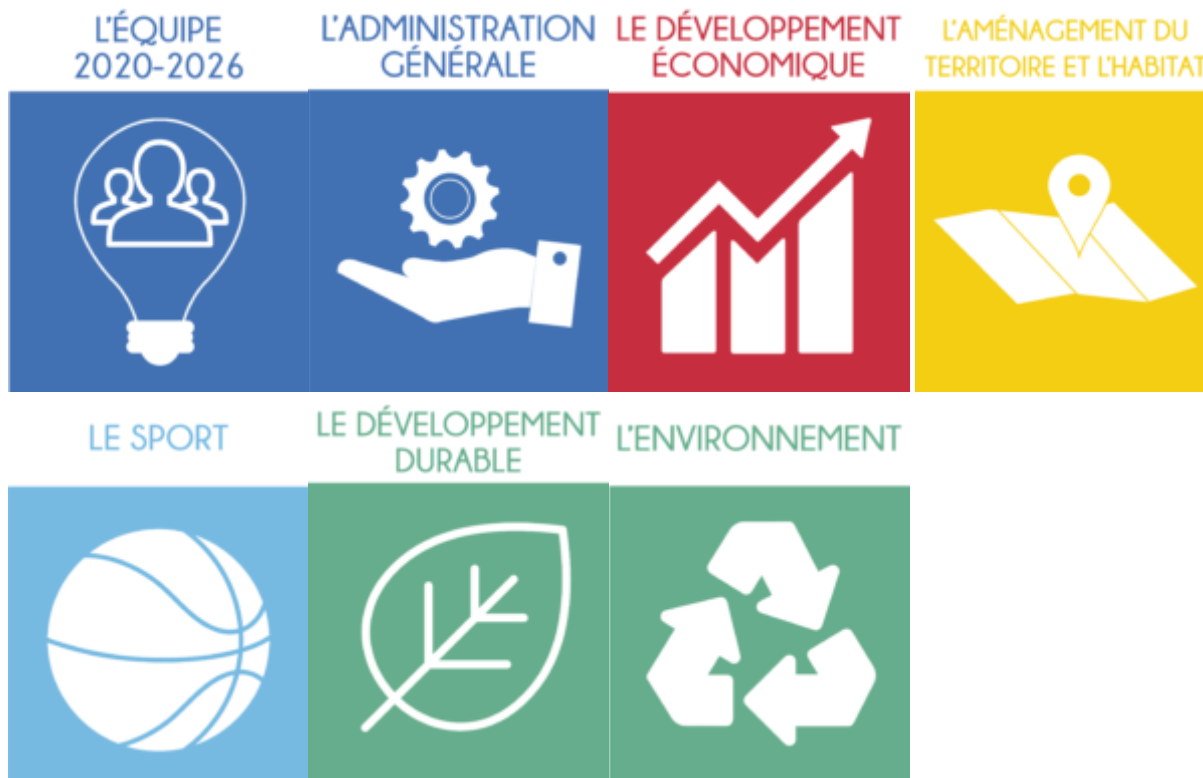 L'ÉQUIPE
2020-2026
L'ADMINISTRATION
GÉNÉRALE
LE DÉVELOPPEMENT
ÉCONOMIQUE
L'AMÉNAGEMENT DU
TERRITOIRE ET L'HABITAT
LE SPORT
LE DÉVELOPPEMENT
DURABLE
L'ENVIRONNEMENT